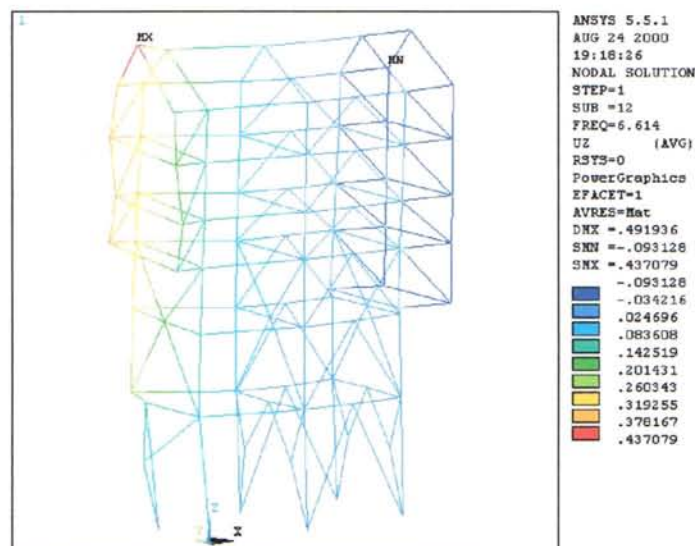 1
MX
MN
Z
Y
X
ANSYS 5.5.1
AUG 24 2000
19:18:26
NODAL SOLUTION
STEP=1
SUB =12
FREQ=6.614
UZ (AVG)
RSYS=0
PowerGraphics
EFACET=1
AVRES=Mat
DMX =.491936
SMN =-.093128
SMX =.437079
-.093128
-.034216
.024696
.083608
.142519
.201431
.260343
.319255
.378167
.437079